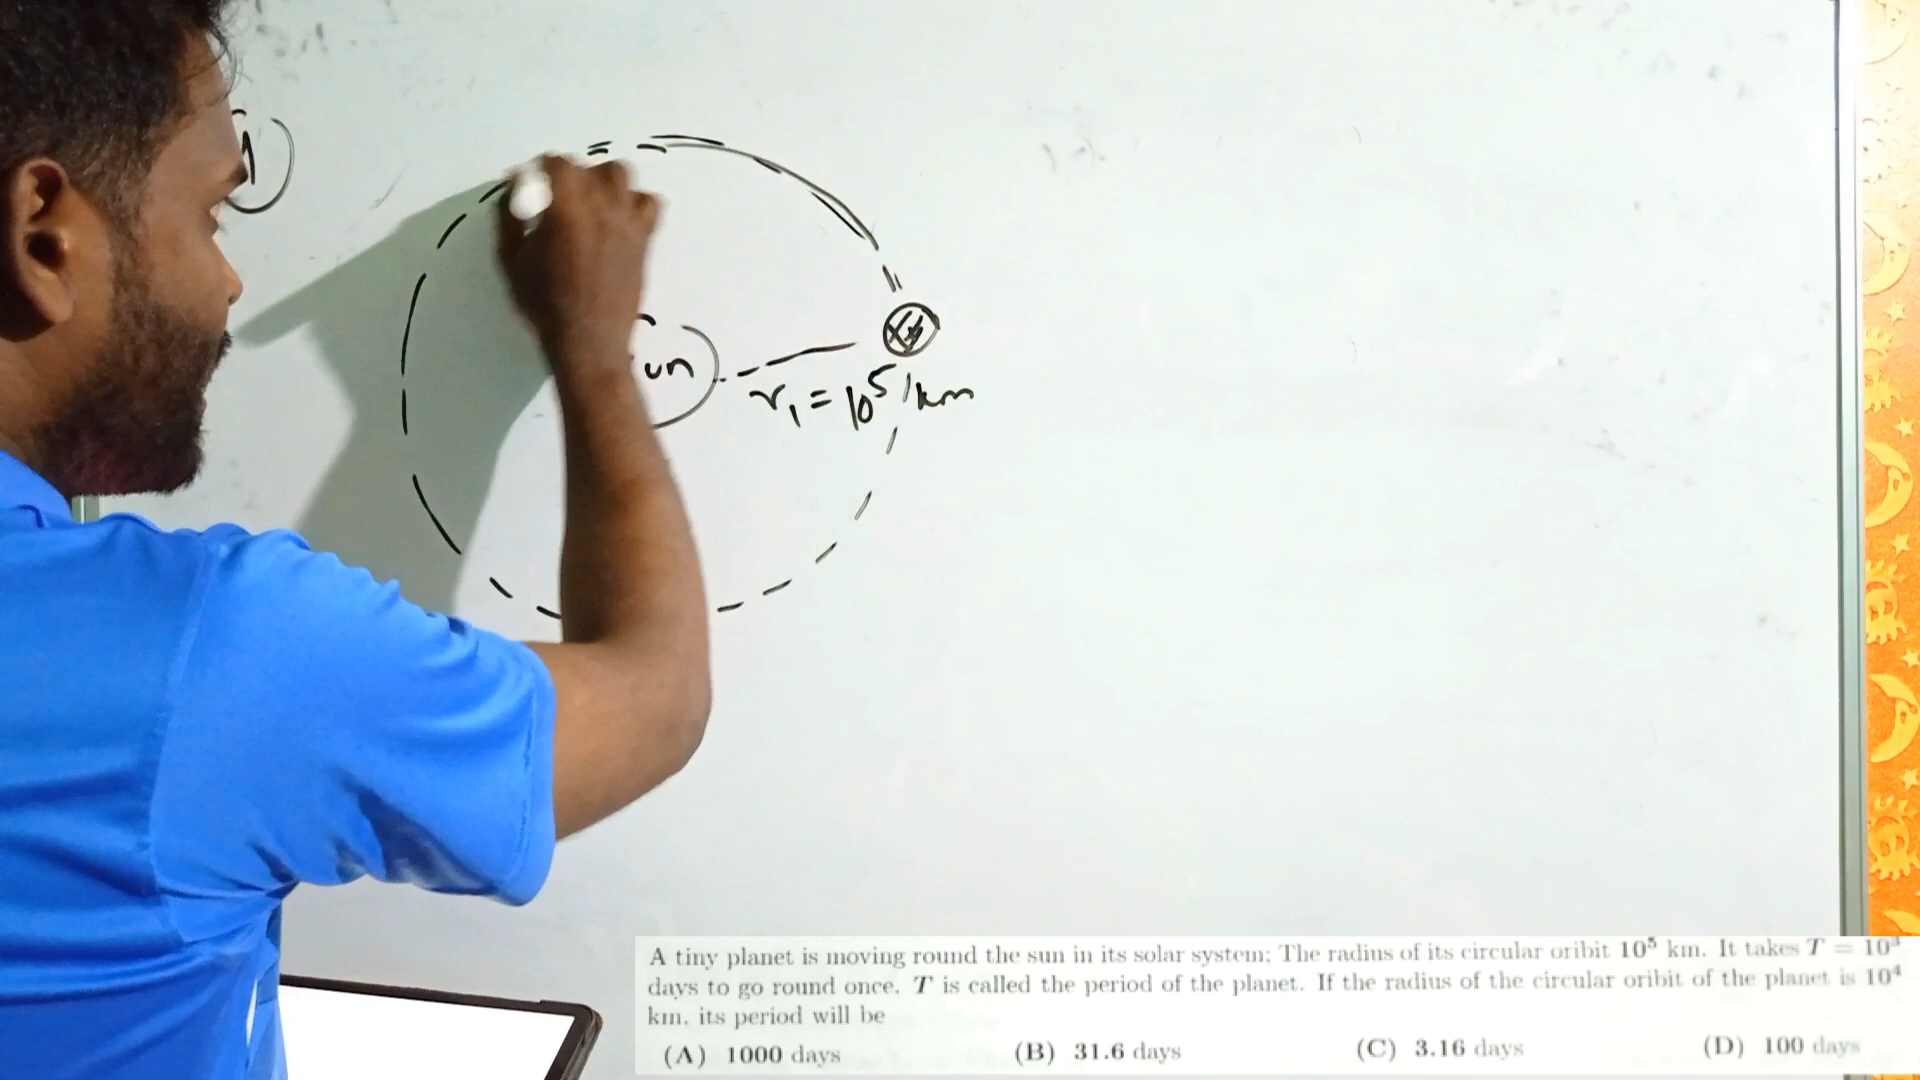 1)
un
r₁ = 10⁵ km
A tiny planet is moving round the sun in its solar system: The radius of its circular oribit 10⁵ km. It takes T = 10³
days to go round once. T is called the period of the planet. If the radius of the circular oribit of the planet is 10⁴
km. its period will be
(A) 1000 days (B) 31.6 days (C) 3.16 days (D) 100 days